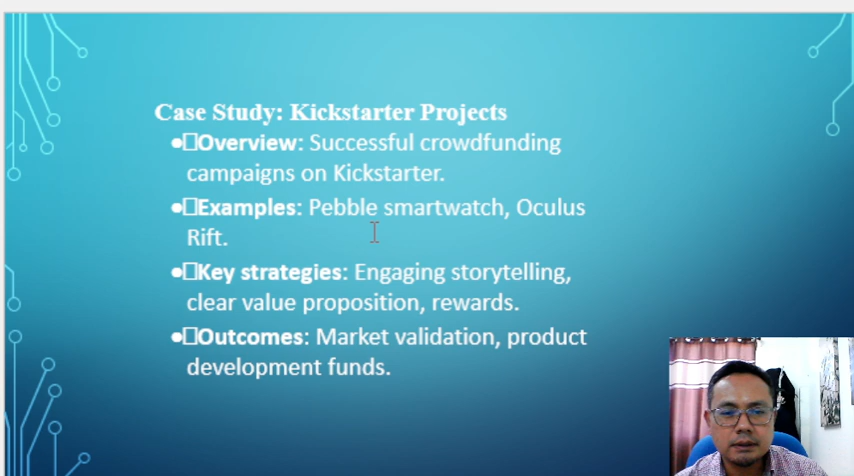 Case Study: Kickstarter Projects
•Overview: Successful crowdfunding
campaigns on Kickstarter.
•Examples: Pebble smartwatch, Oculus
Rift.
•Key strategies: Engaging storytelling,
clear value proposition, rewards.
•Outcomes: Market validation, product
development funds.